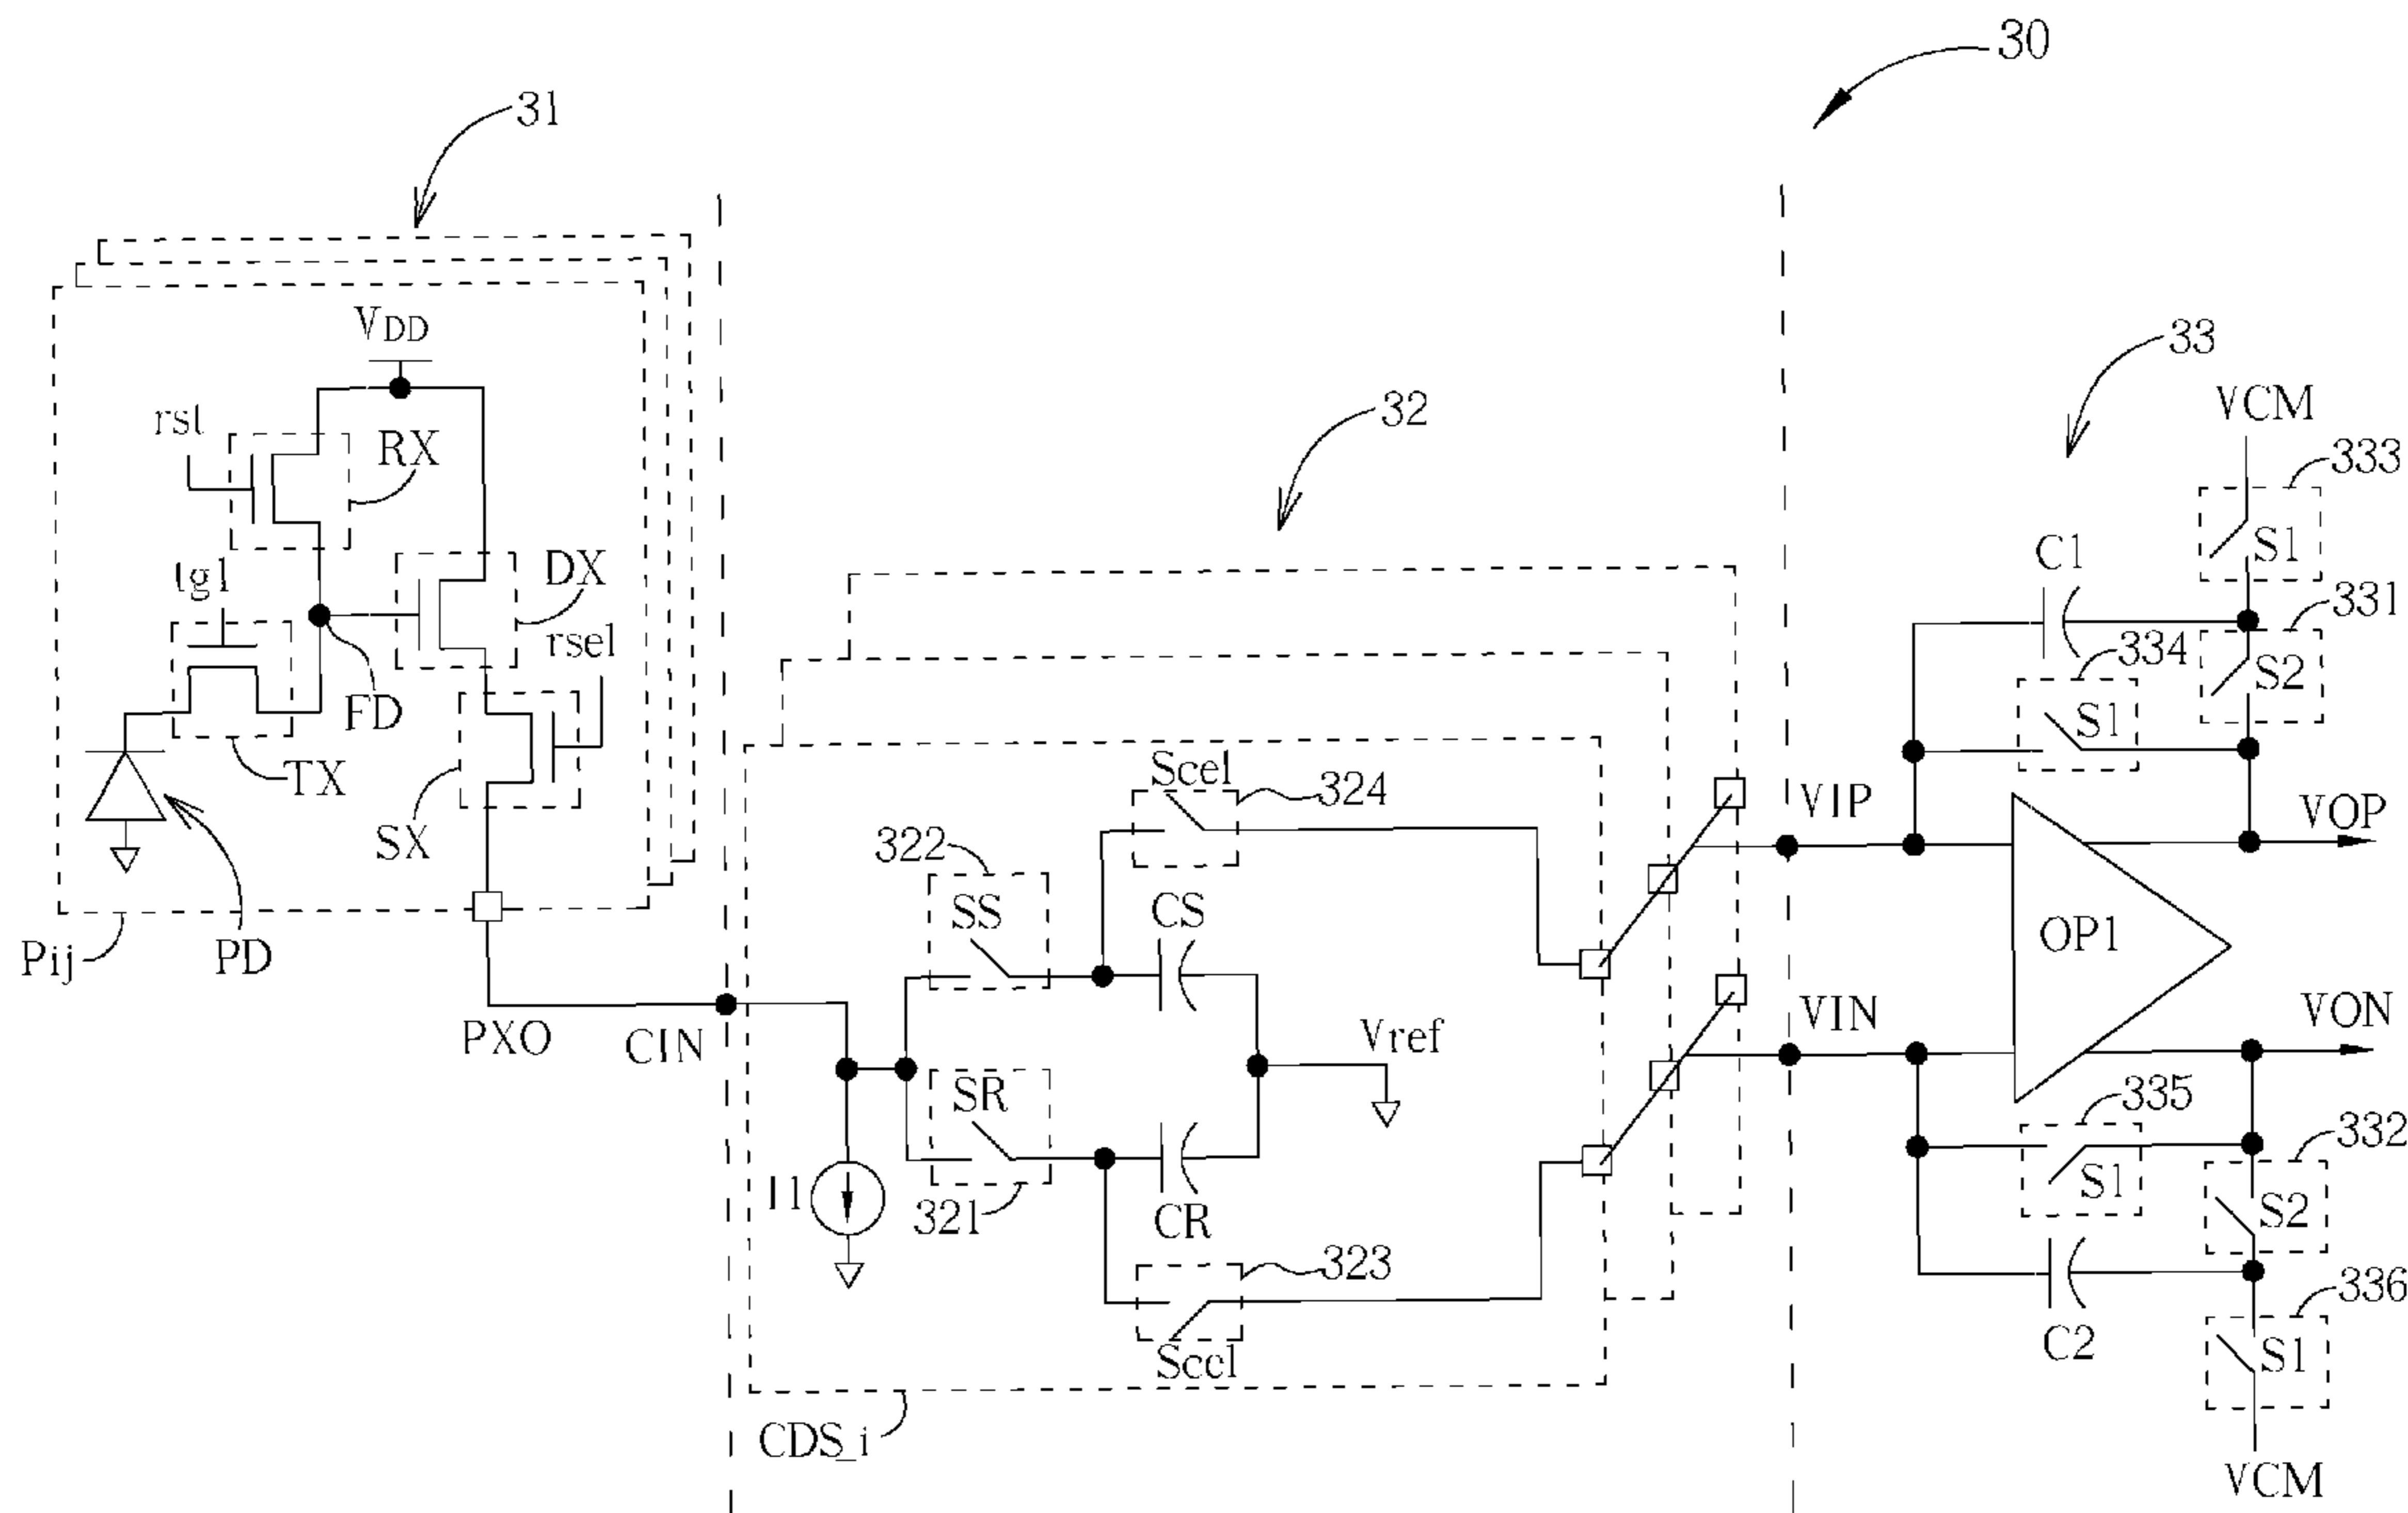 30
31
VDD
33
rst
RX
32
VCM
333
S1
C1
tgl
DX
331
rsel
334
S2
FD
S1
TX
Scel
324
VIP
VOP
SX
322
SS
CS
OP1
Pij
PD
PXO
CIN
Vref
VIN
VON
SR
335
332
I1
321
CR
S1
S2
323
336
C2
Scel
S1
CDS_i
VCM